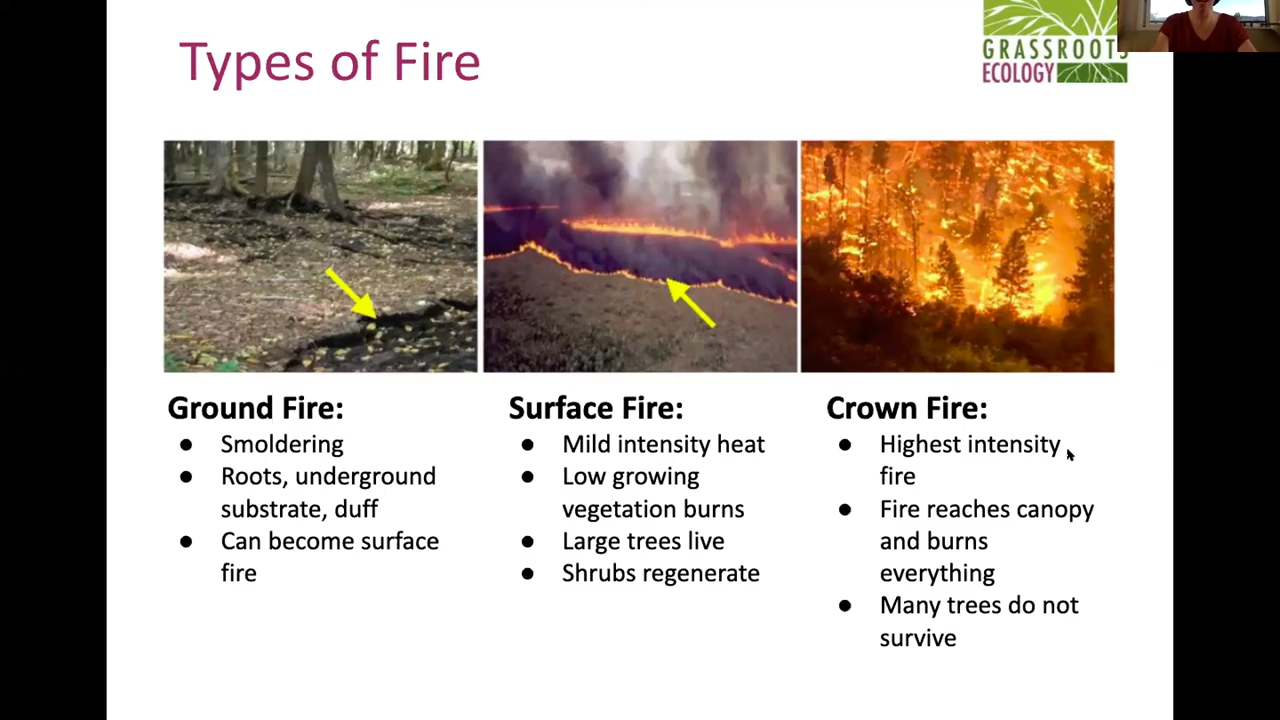 Types of Fire
GRASSROOTS
ECOLOGY
Ground Fire:
● Smoldering
● Roots, underground
substrate, duff
● Can become surface
fire
Surface Fire:
● Mild intensity heat
● Low growing
vegetation burns
● Large trees live
● Shrubs regenerate
Crown Fire:
● Highest intensity
fire
● Fire reaches canopy
and burns
everything
● Many trees do not
survive